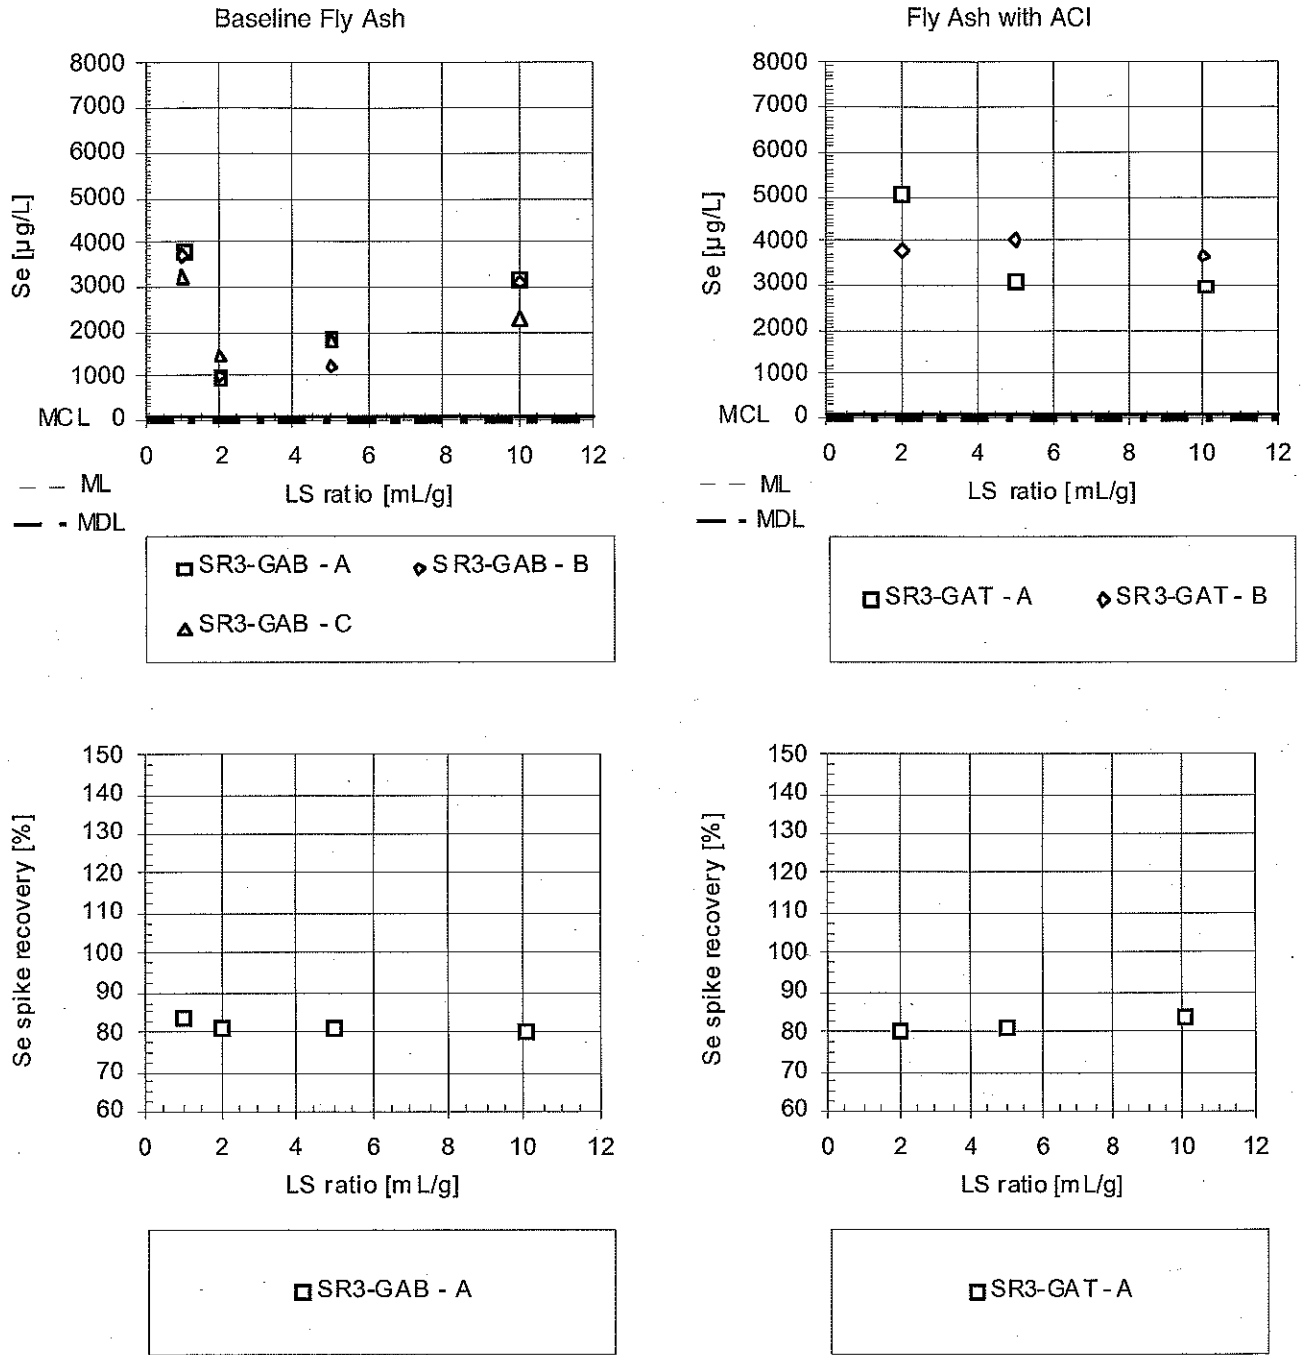 Baseline Fly Ash
Fly Ash with ACI
8000
7000
6000
5000
4000
3000
2000
1000
MCL 0
0 2 4 6 8 10 12
Se [µg/L]
LS ratio [mL/g]
ML
MDL
SR3-GAB - A
SR3-GAB - B
SR3-GAB - C
8000
7000
6000
5000
4000
3000
2000
1000
MCL 0
0 2 4 6 8 10 12
Se [µg/L]
LS ratio [mL/g]
ML
MDL
SR3-GAT - A
SR3-GAT - B
150
140
130
120
110
100
90
80
70
60
0 2 4 6 8 10 12
Se spike recovery [%]
LS ratio [mL/g]
SR3-GAB - A
150
140
130
120
110
100
90
80
70
60
0 2 4 6 8 10 12
Se spike recovery [%]
LS ratio [mL/g]
SR3-GAT - A